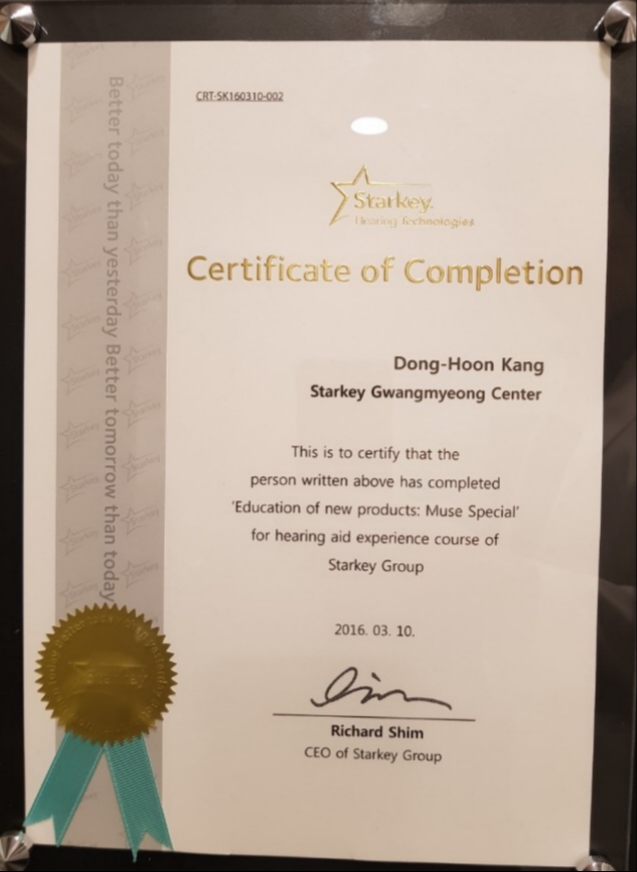 CRT-SK160310-002
Starkey.
Hearing Technologies
Certificate of Completion
Dong-Hoon Kang
Starkey Gwangmyeong Center
This is to certify that the
person written above has completed
'Education of new products: Muse Special'
for hearing aid experience course of
Starkey Group
2016. 03. 10.
Richard Shim
CEO of Starkey Group
Better today than yesterday Better tomorrow than today
Starkey